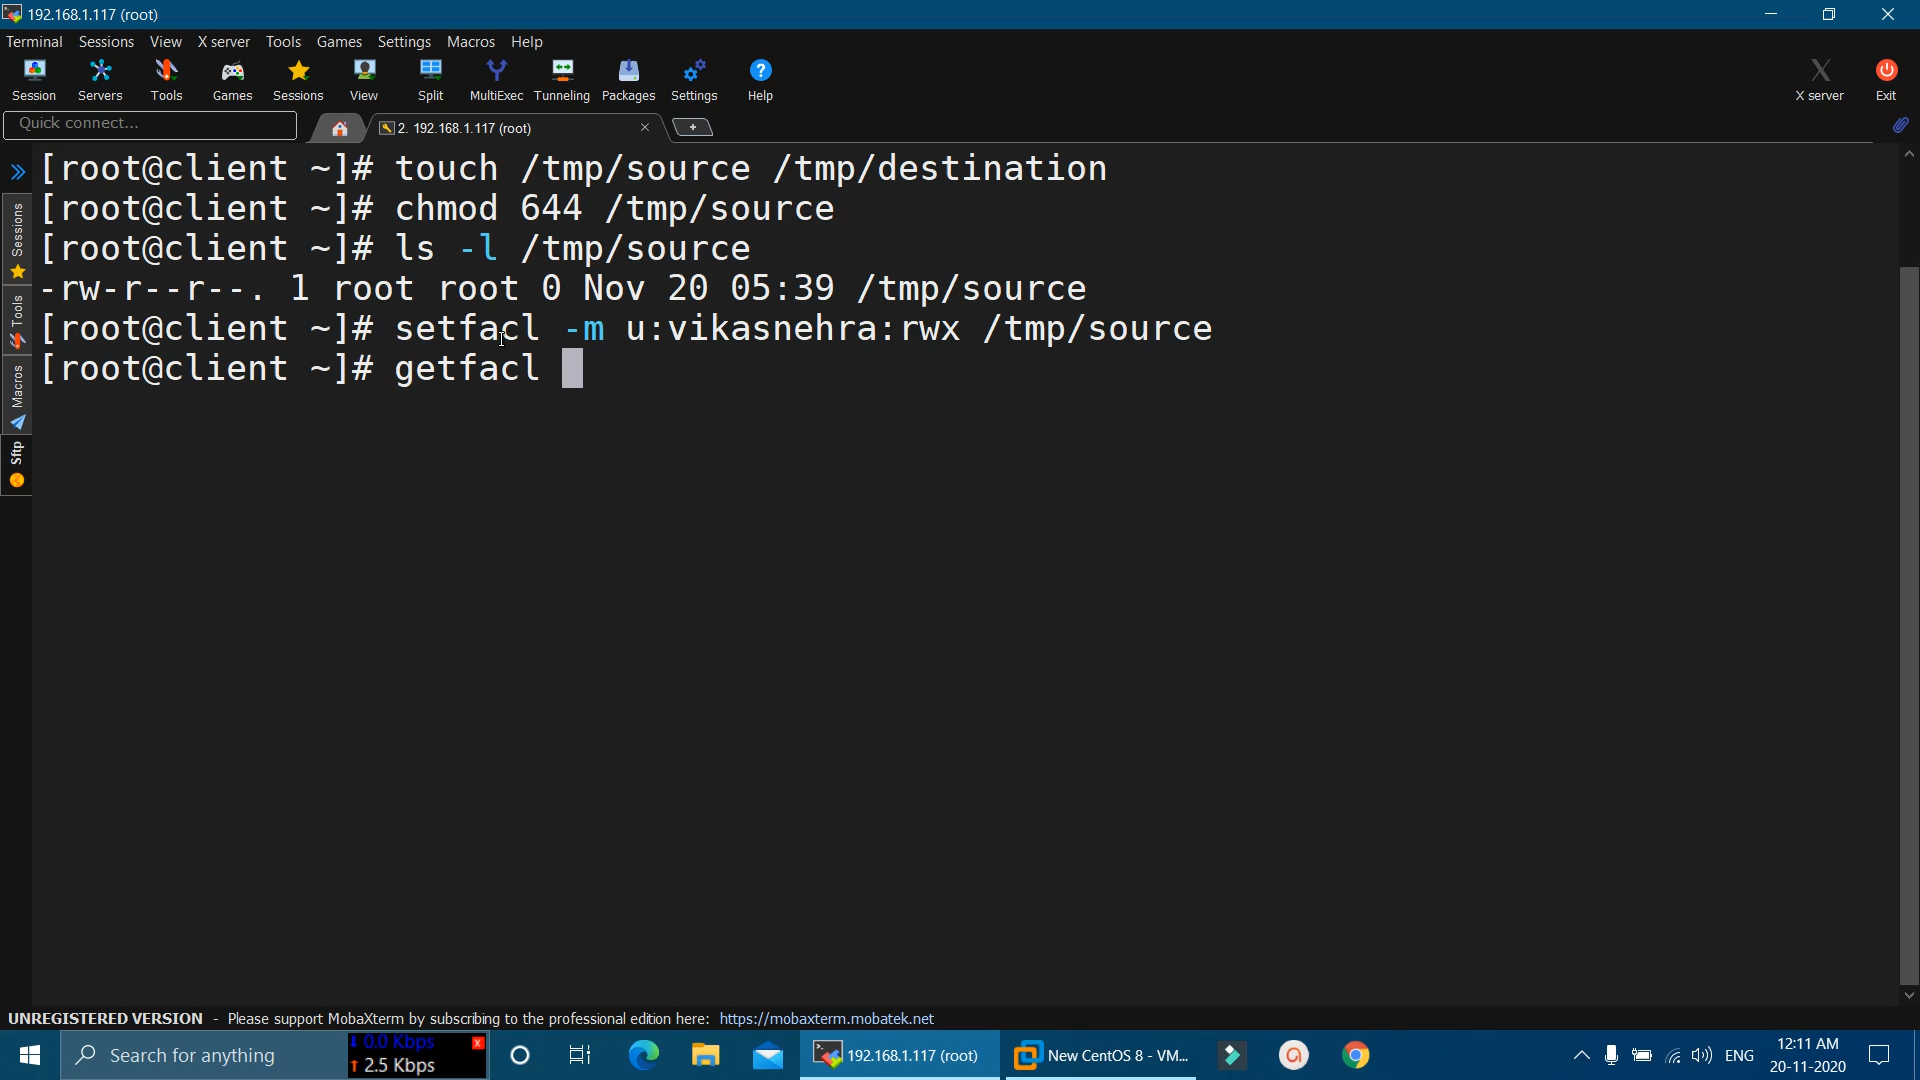 192.168.1.117 (root)
Terminal Sessions View X server Tools Games Settings Macros Help
Session Servers Tools Games Sessions View Split MultiExec Tunneling Packages Settings Help X server Exit
Quick connect...
2. 192.168.1.117 (root)
[root@client ~]# touch /tmp/source /tmp/destination
[root@client ~]# chmod 644 /tmp/source
[root@client ~]# ls -l /tmp/source
-rw-r--r--. 1 root root 0 Nov 20 05:39 /tmp/source
[root@client ~]# setfacl -m u:vikasnehra:rwx /tmp/source
[root@client ~]# getfacl
Sessions
Tools
Macros
Sftp
UNREGISTERED VERSION - Please support MobaXterm by subscribing to the professional edition here: https://mobaxterm.mobatek.net
Search for anything
0.0 Kbps
2.5 Kbps
192.168.1.117 (root)
New CentOS 8 - VM...
ENG
12:11 AM
20-11-2020